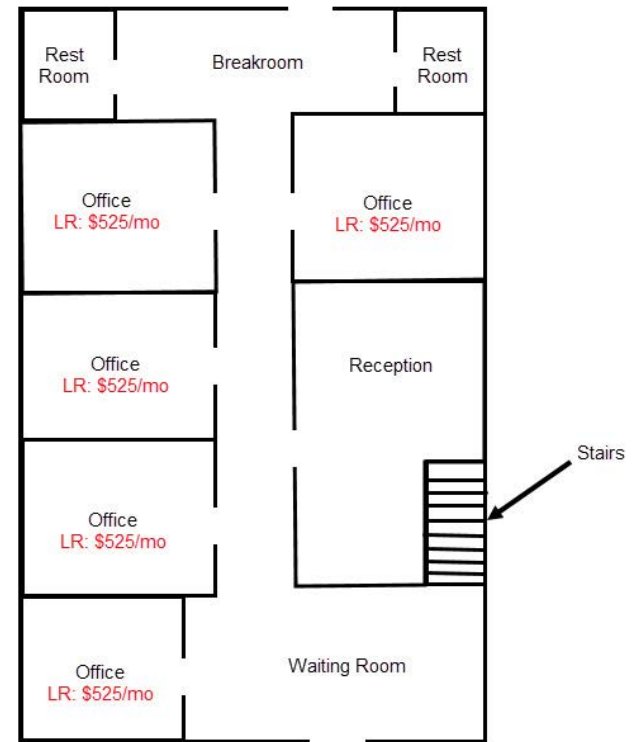 Rest
Room
Breakroom
Rest
Room
Office
LR: $525/mo
Office
LR: $525/mo
Office
LR: $525/mo
Reception
Stairs
Office
LR: $525/mo
Office
LR: $525/mo
Waiting Room